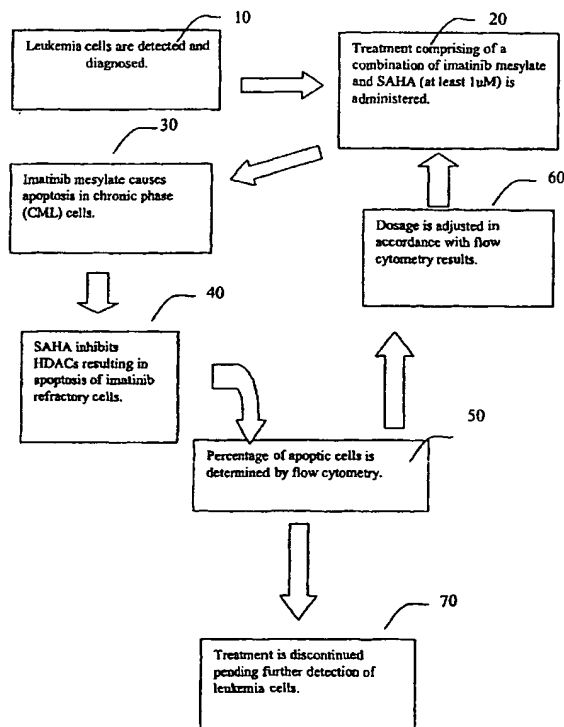 10
Leukemia cells are detected and
diagnosed.
20
Treatment comprising of a
combination of imatinib mesylate
and SAHA (at least 1uM) is
administered.
30
Imatinib mesylate causes
apoptosis in chronic phase
(CML) cells.
60
Dosage is adjusted in
accordance with flow
cytometry results.
40
SAHA inhibits
HDACs resulting in
apoptosis of imatinib
refractory cells.
50
Percentage of apoptic cells is
determined by flow cytometry.
70
Treatment is discontinued
pending further detection of
leukemia cells.